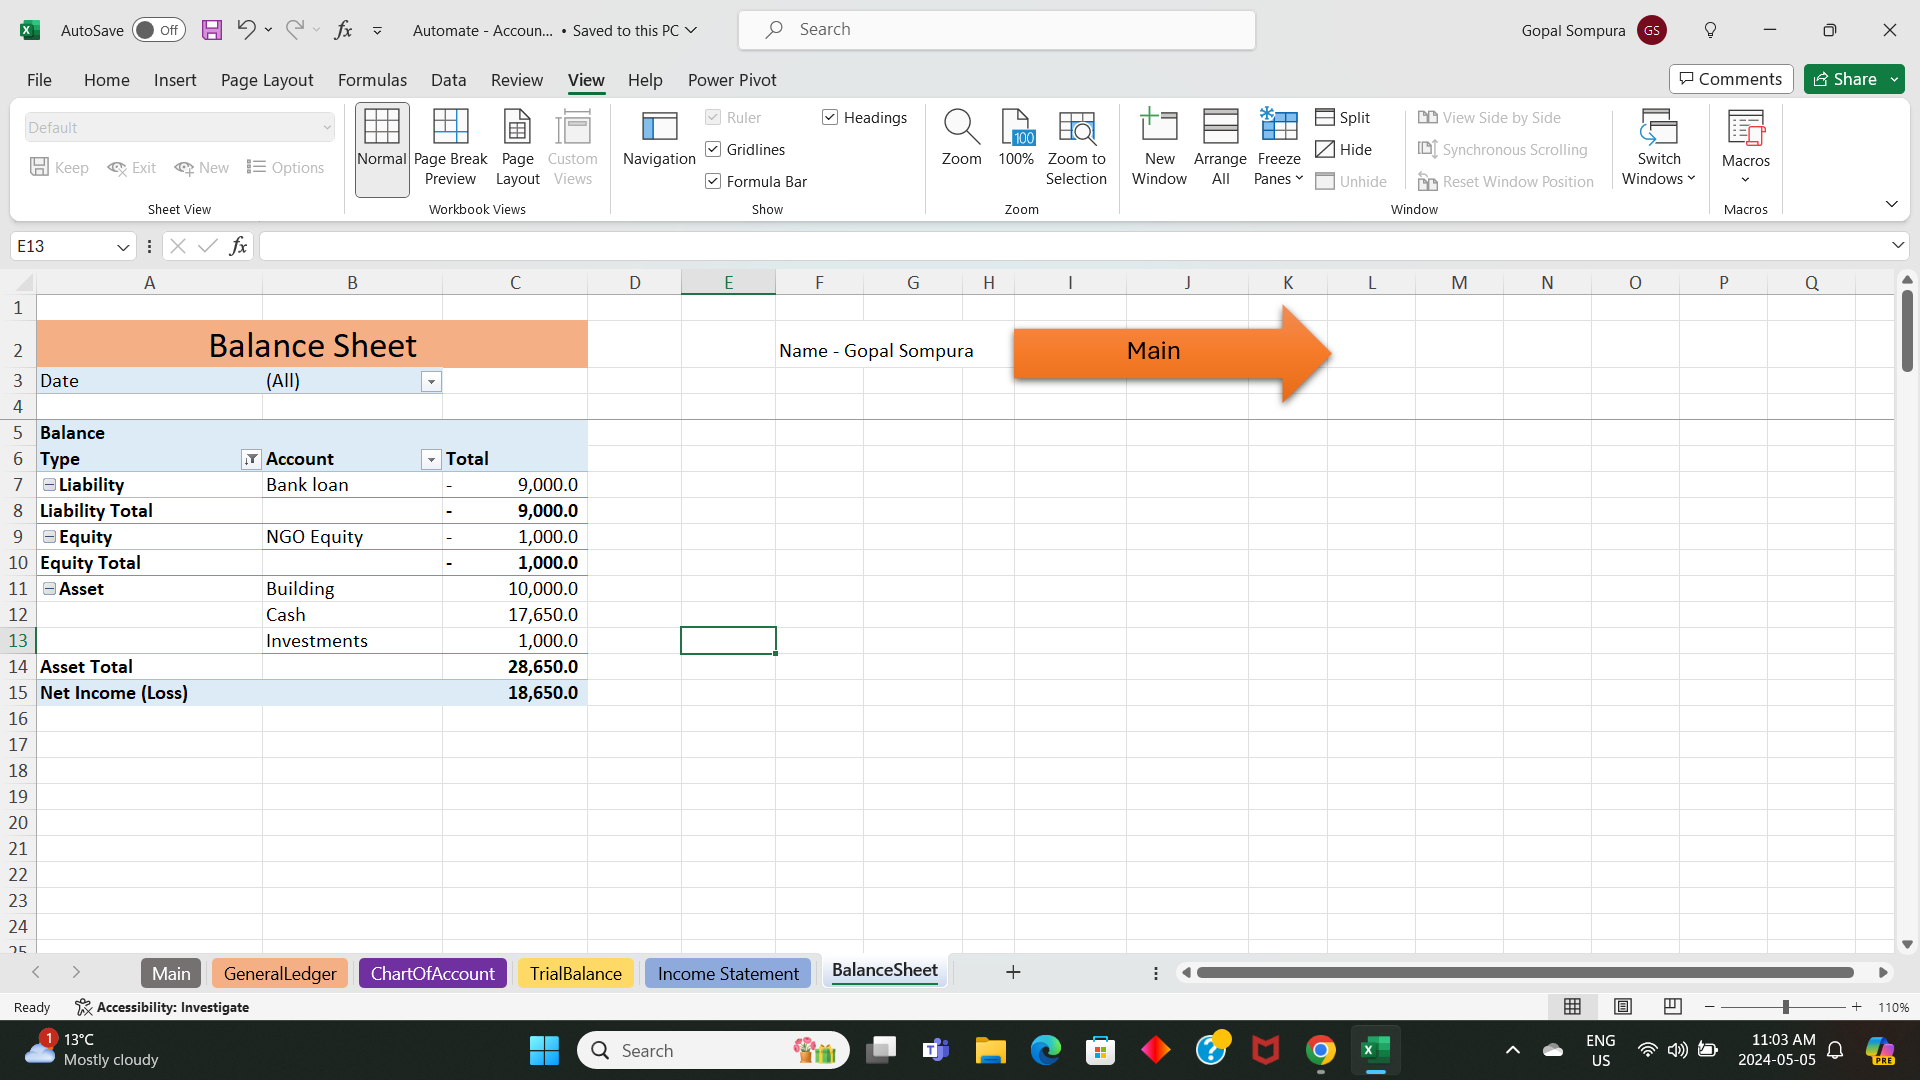 AutoSave Off Automate - Accoun... • Saved to this PC Search Gopal Sompura GS
File Home Insert Page Layout Formulas Data Review View Help Power Pivot Comments Share
Default
Keep Exit New Options
Sheet View
Normal
Page Break Preview
Page Layout
Custom Views
Workbook Views
Navigation
Ruler
Gridlines
Formula Bar
Headings
Show
Zoom
100
100%
Zoom to Selection
Zoom
New Window
Arrange All
Freeze Panes
Split
Hide
Unhide
View Side by Side
Synchronous Scrolling
Reset Window Position
Switch Windows
Window
Macros
Macros
E13 fx
A B C D E F G H I J K L M N O P Q
1
2 Balance Sheet Name - Gopal Sompura Main
3 Date (All)
4
5 Balance
6 Type Account Total
7 Liability Bank loan - 9,000.0
8 Liability Total - 9,000.0
9 Equity NGO Equity - 1,000.0
10 Equity Total - 1,000.0
11 Asset Building 10,000.0
12 Cash 17,650.0
13 Investments 1,000.0
14 Asset Total 28,650.0
15 Net Income (Loss) 18,650.0
16
17
18
19
20
21
22
23
24
25
Main GeneralLedger ChartOfAccount TrialBalance Income Statement BalanceSheet
Ready Accessibility: Investigate 110%
1 13°C
Mostly cloudy
Search
ENG
US
11:03 AM
2024-05-05
PRE